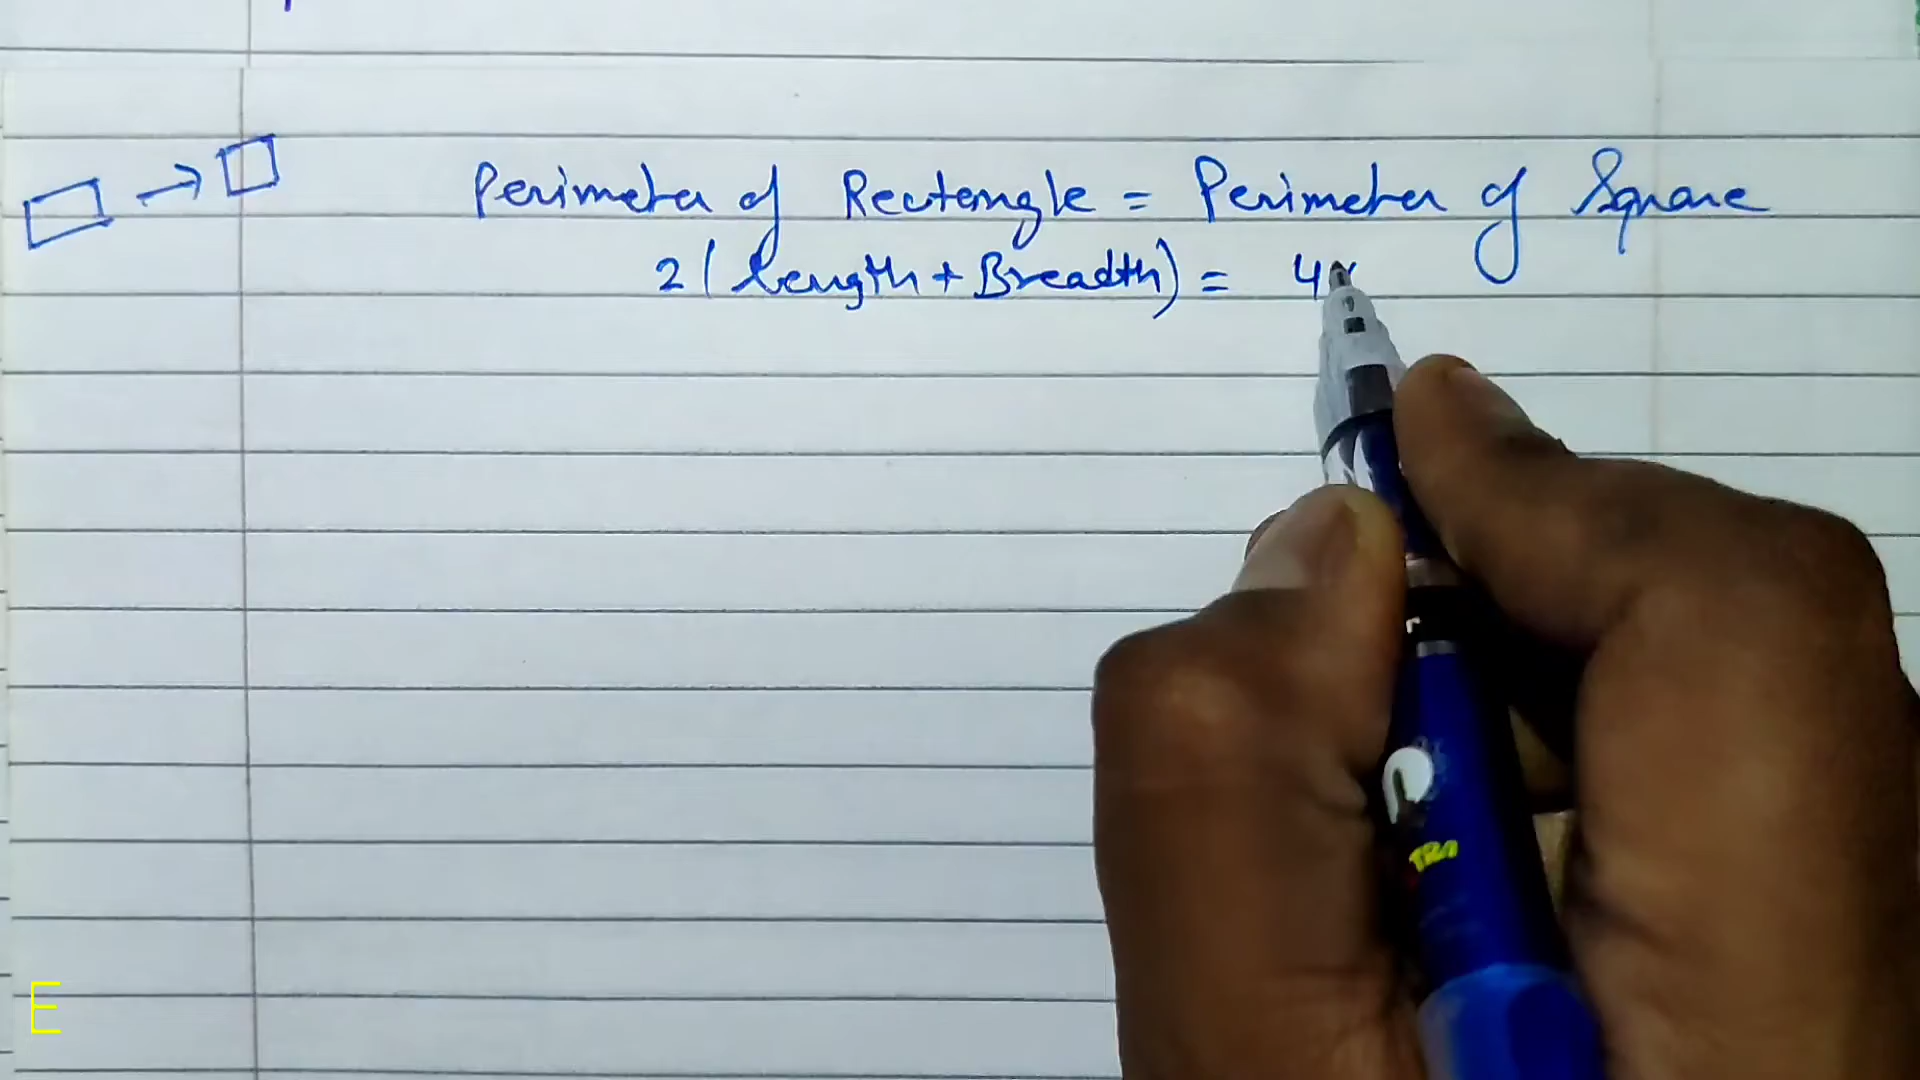 Perimeter of Rectangle = Perimeter of Square
2 (Length + Breadth) = 4×
E